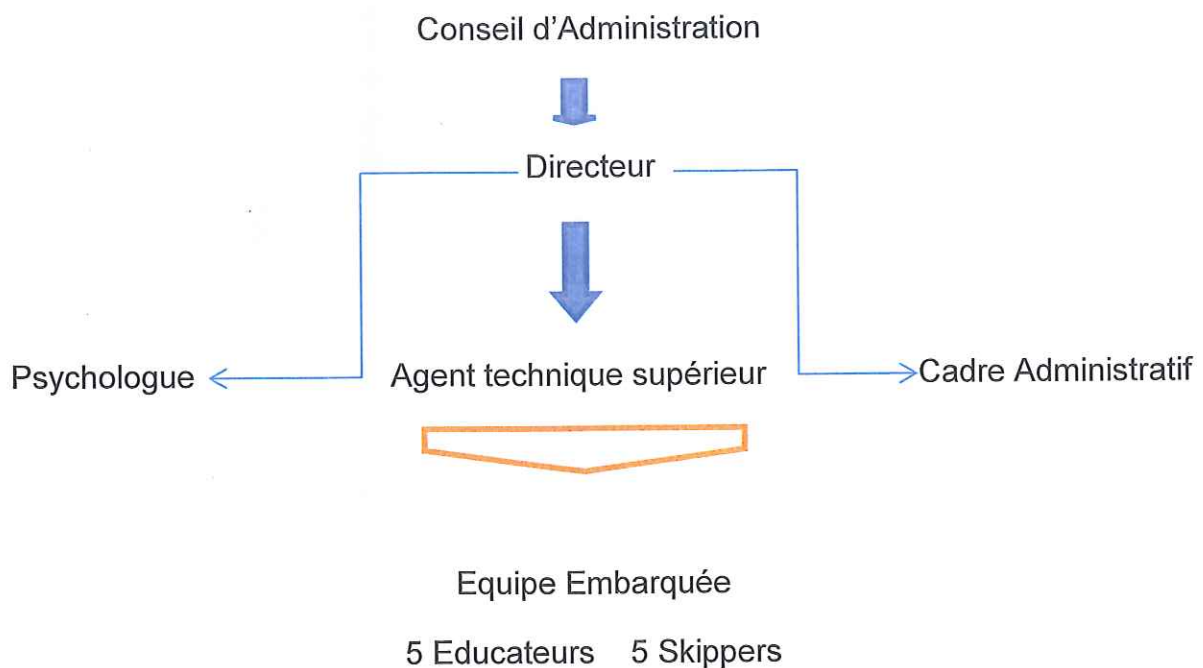 Conseil d'Administration
Directeur
Psychologue
Agent technique supérieur
Cadre Administratif
Equipe Embarquée
5 Educateurs 5 Skippers